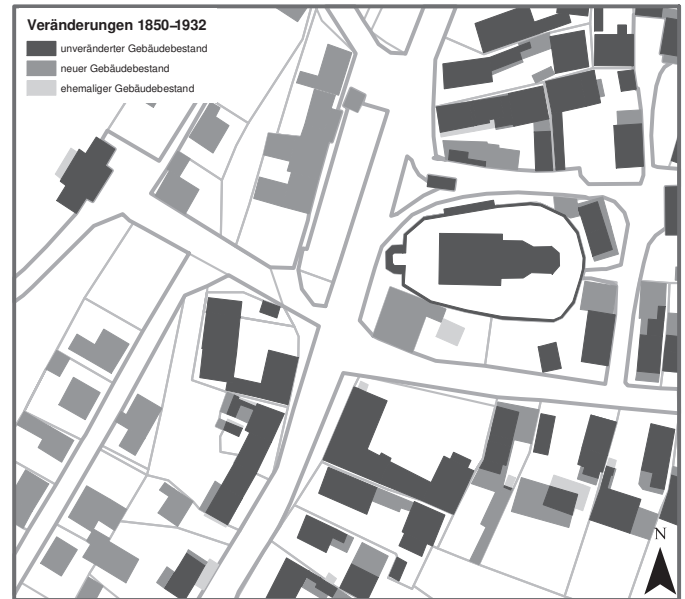 Veränderungen 1850–1932
unveränderter Gebäudebestand
neuer Gebäudebestand
ehemaliger Gebäudebestand
N